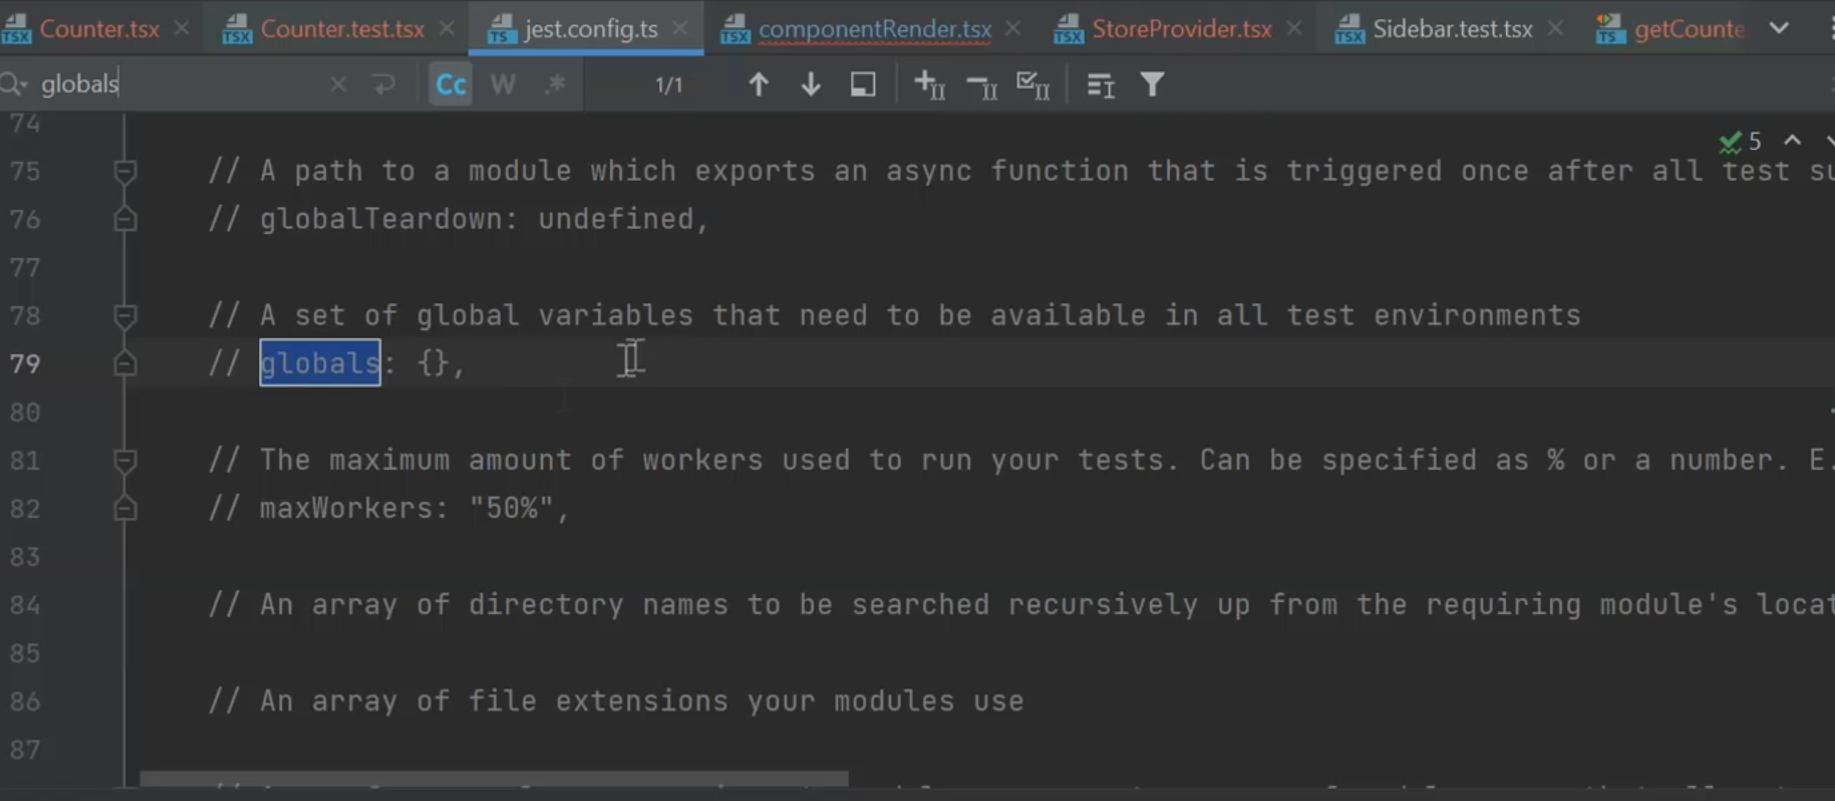 Counter.tsx Counter.test.tsx jest.config.ts componentRender.tsx StoreProvider.tsx Sidebar.test.tsx getCounte
globals Cc W .* 1/1
74
5
75 // A path to a module which exports an async function that is triggered once after all test su
76 // globalTeardown: undefined,
77
78 // A set of global variables that need to be available in all test environments
79 // globals: {},
80
81 // The maximum amount of workers used to run your tests. Can be specified as % or a number. E.
82 // maxWorkers: "50%",
83
84 // An array of directory names to be searched recursively up from the requiring module's locat
85
86 // An array of file extensions your modules use
87